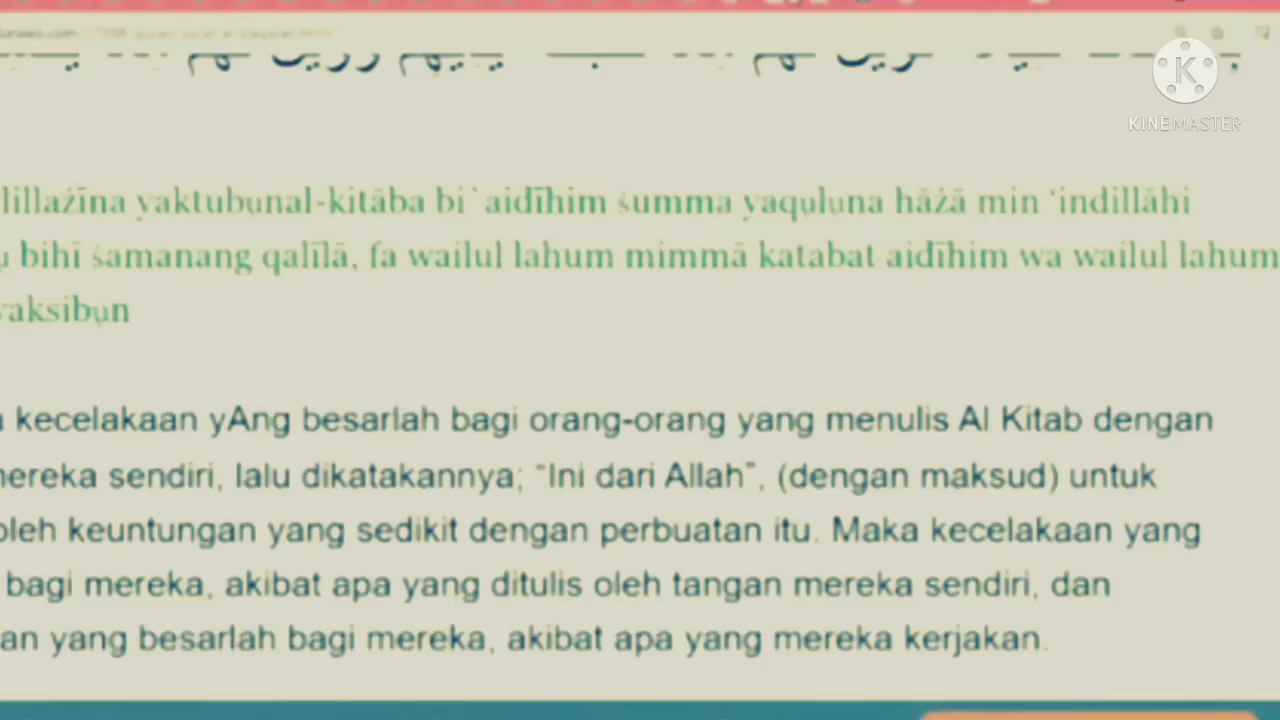 KINEMASTER
lillażīna yaktubụnal-kitāba bi`aidīhim ṡumma yaqụlụna hāżā min 'indillāhi
bihī ṡamanang qalīlā, fa wailul lahum mimmā katabat aidīhim wa wailul lahum
yaksibụn
kecelakaan yAng besarlah bagi orang-orang yang menulis Al Kitab dengan
mereka sendiri, lalu dikatakannya; “Ini dari Allah”, (dengan maksud) untuk
oleh keuntungan yang sedikit dengan perbuatan itu. Maka kecelakaan yang
bagi mereka, akibat apa yang ditulis oleh tangan mereka sendiri, dan
an yang besarlah bagi mereka, akibat apa yang mereka kerjakan.